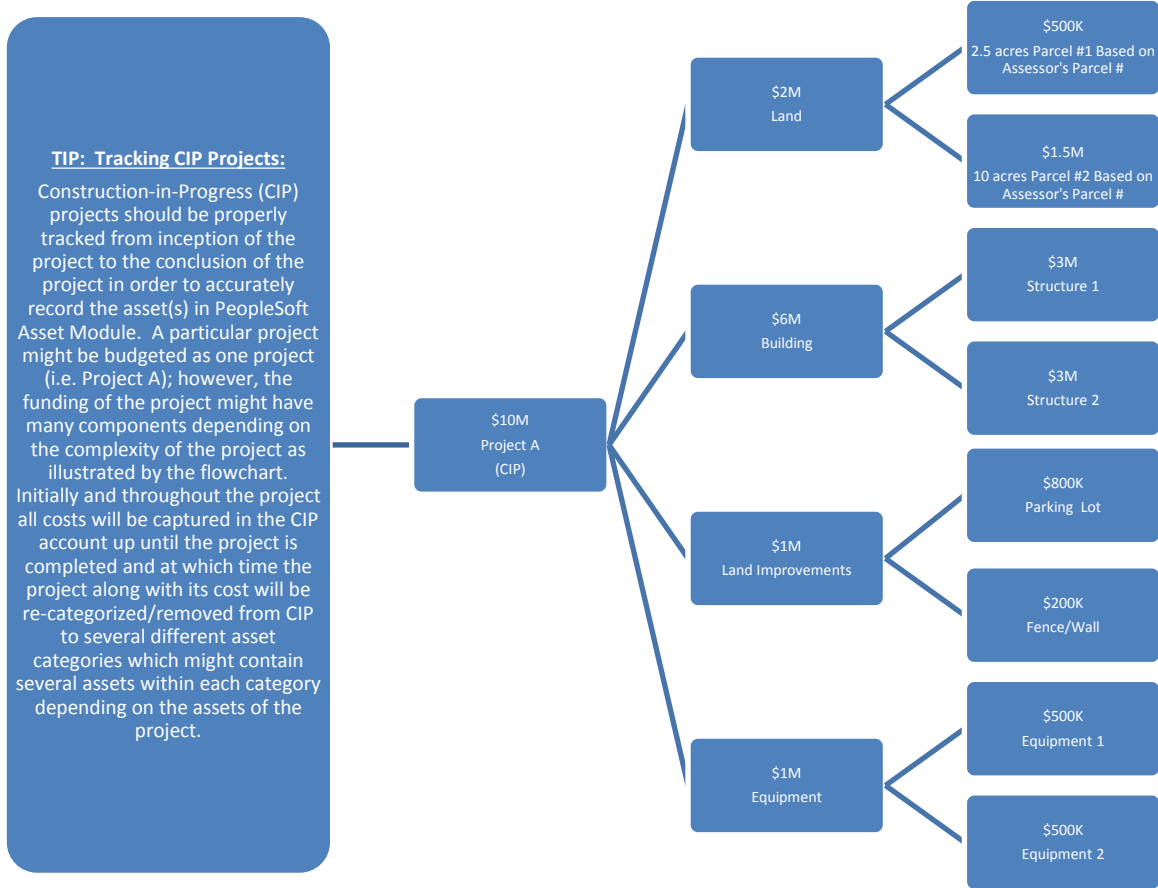 TIP:  Tracking CIP Projects:
Construction-in-Progress (CIP)
projects should be properly
tracked from inception of the
project to the conclusion of the
project in order to accurately
record the asset(s) in PeopleSoft
Asset Module.  A particular project
might be budgeted as one project
(i.e. Project A); however, the
funding of the project might have
many components depending on
the complexity of the project as
illustrated by the flowchart.
Initially and throughout the project
all costs will be captured in the CIP
account up until the project is
completed and at which time the
project along with its cost will be
re-categorized/removed from CIP
to several different asset
categories which might contain
several assets within each category
depending on the assets of the
project.
$10M
Project A
(CIP)
$2M
Land
$500K
2.5 acres Parcel #1 Based on
Assessor's Parcel #
$1.5M
10 acres Parcel #2 Based on
Assessor's Parcel #
$6M
Building
$3M
Structure 1
$3M
Structure 2
$1M
Land Improvements
$800K
Parking  Lot
$200K
Fence/Wall
$1M
Equipment
$500K
Equipment 1
$500K
Equipment 2